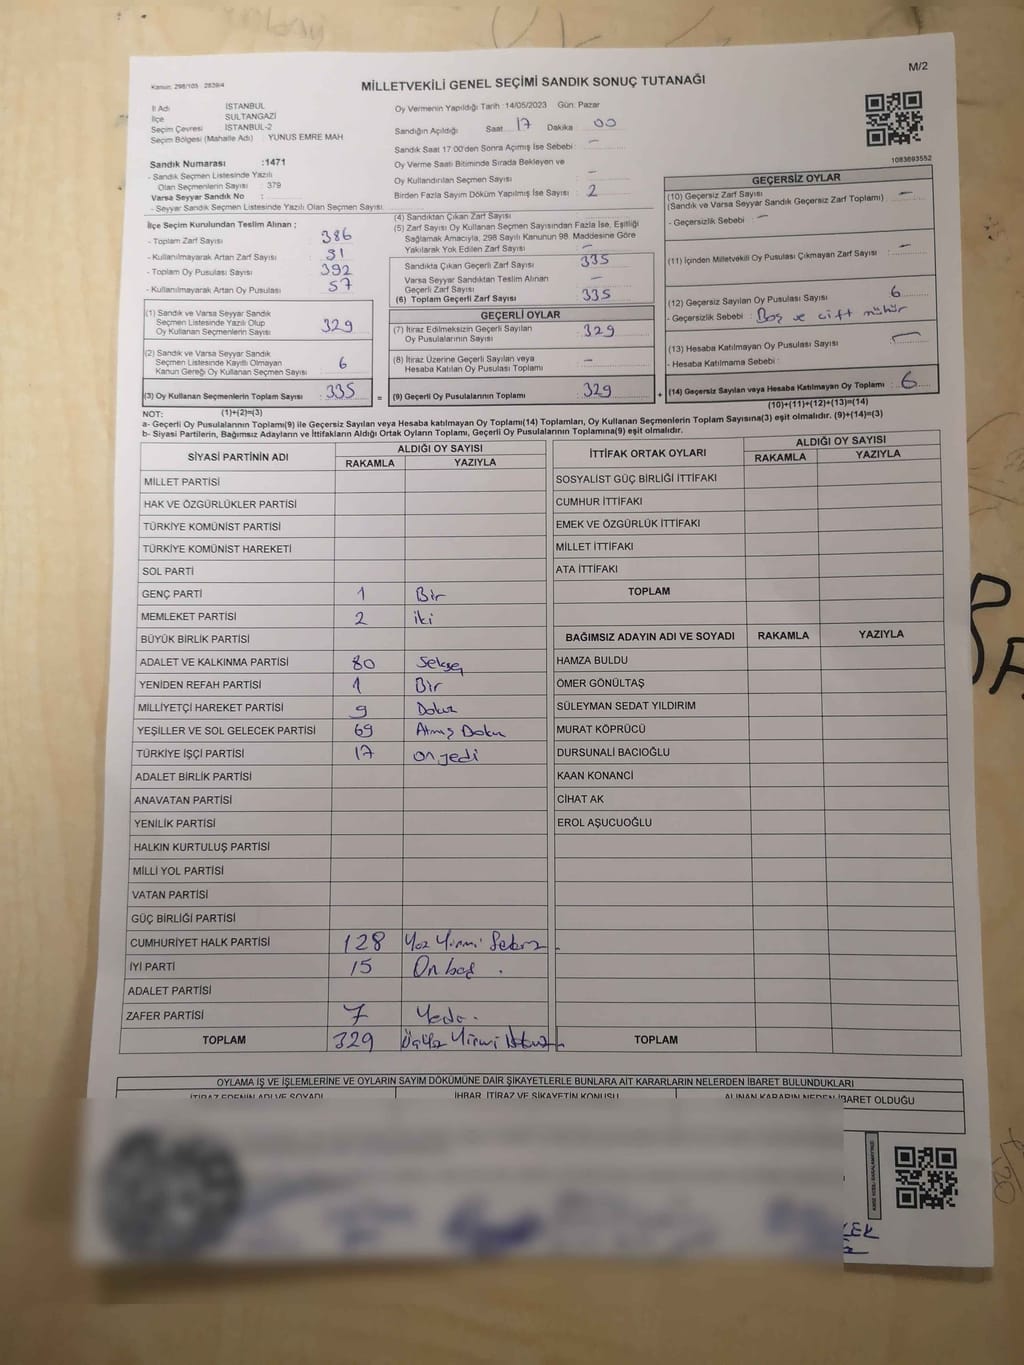 M/2
Kanun: 298/103 2839/4
MİLLETVEKİLİ GENEL SEÇİMİ SANDIK SONUÇ TUTANAĞI
İl Adı İSTANBUL
İlçe SULTANGAZİ
Seçim Çevresi İSTANBUL-2
Seçim Bölgesi (Mahalle Adı) : YUNUS EMRE MAH
Sandık Numarası :1471
- Sandık Seçmen Listesinde Yazılı
Olan Seçmenlerin Sayısı : 379
Varsa Seyyar Sandık No :
- Seyyar Sandık Seçmen Listesinde Yazılı Olan Seçmen Sayısı
Oy Vermenin Yapıldığı Tarih :14/05/2023 Gün: Pazar
Sandığın Açıldığı Saat 17 Dakika 00
Sandık Saat 17:00'den Sonra Açımış İse Sebebi : —
Oy Verme Saati Bitiminde Sırada Bekleyen ve
Oy Kullandırılan Seçmen Sayısı : —
Birden Fazla Sayım Döküm Yapılmış İse Sayısı : 2
1083693552
İlçe Seçim Kurulundan Teslim Alınan ;
- Toplam Zarf Sayısı : 386
- Kullanılmayarak Artan Zarf Sayısı : 51
- Toplam Oy Pusulası Sayısı : 392
- Kullanılmayarak Artan Oy Pusulası : 57
(1) Sandık ve Varsa Seyyar Sandık
Seçmen Listesinde Yazılı Olup
Oy Kullanan Seçmenlerin Sayısı : 329
(2) Sandık ve Varsa Seyyar Sandık
Seçmen Listesinde Kayıtlı Olmayan
Kanun Gereği Oy Kullanan Seçmen Sayısı : 6
(3) Oy Kullanan Seçmenlerin Toplam Sayısı : 335 =
(4) Sandıktan Çıkan Zarf Sayısı
(5) Zarf Sayısı Oy Kullanan Seçmen Sayısından Fazla İse, Eşitliği
Sağlamak Amacıyla, 298 Sayılı Kanunun 98. Maddesine Göre
Yakılarak Yok Edilen Zarf Sayısı : —
Sandıkta Çıkan Geçerli Zarf Sayısı : 335
Varsa Seyyar Sandıktan Teslim Alınan
Geçerli Zarf Sayısı : —
(6) Toplam Geçerli Zarf Sayısı : 335
GEÇERLİ OYLAR
(7) İtiraz Edilmeksizin Geçerli Sayılan
Oy Pusulalarının Sayısı : 329
(8) İtiraz Üzerine Geçerli Sayılan veya
Hesaba Katılan Oy Pusulası Toplamı : —
(9) Geçerli Oy Pusulalarının Toplamı : 329 +
GEÇERSİZ OYLAR
(10) Geçersiz Zarf Sayısı : —
(Sandık ve Varsa Seyyar Sandık Geçersiz Zarf Toplamı)
- Geçersizlik Sebebi : —
(11) İçinden Milletvekili Oy Pusulası Çıkmayan Zarf Sayısı : —
(12) Geçersiz Sayılan Oy Pusulası Sayısı : 6
- Geçersizlik Sebebi : Boş ve çift mühür
(13) Hesaba Katılmayan Oy Pusulası Sayısı : —
- Hesaba Katılmama Sebebi :
(14) Geçersiz Sayılan veya Hesaba Katılmayan Oy Toplamı : 6
(1)+(2)=(3)
(10)+(11)+(12)+(13)=(14)
NOT:
a- Geçerli Oy Pusulalarının Toplamı(9) ile Geçersiz Sayılan veya Hesaba katılmayan Oy Toplamı(14) Toplamları, Oy Kullanan Seçmenlerin Toplam Sayısına(3) eşit olmalıdır. (9)+(14)=(3)
b- Siyasi Partilerin, Bağımsız Adayların ve İttifakların Aldığı Ortak Oyların Toplamı, Geçerli Oy Pusulalarının Toplamına(9) eşit olmalıdır.
SİYASİ PARTİNİN ADI ALDIĞI OY SAYISI
RAKAMLA YAZIYLA
MİLLET PARTİSİ
HAK VE ÖZGÜRLÜKLER PARTİSİ
TÜRKİYE KOMÜNİST PARTİSİ
TÜRKİYE KOMÜNİST HAREKETİ
SOL PARTİ
GENÇ PARTİ 1 Bir
MEMLEKET PARTİSİ 2 iki
BÜYÜK BİRLİK PARTİSİ
ADALET VE KALKINMA PARTİSİ 80 Seksen
YENİDEN REFAH PARTİSİ 1 Bir
MİLLİYETÇİ HAREKET PARTİSİ 9 Dokuz
YEŞİLLER VE SOL GELECEK PARTİSİ 69 Atmış Dokuz
TÜRKİYE İŞÇİ PARTİSİ 17 onyedi
ADALET BİRLİK PARTİSİ
ANAVATAN PARTİSİ
YENİLİK PARTİSİ
HALKIN KURTULUŞ PARTİSİ
MİLLİ YOL PARTİSİ
VATAN PARTİSİ
GÜÇ BİRLİĞİ PARTİSİ
CUMHURİYET HALK PARTİSİ 128 Yüz Yirmi Sekiz
İYİ PARTİ 15 On beş
ADALET PARTİSİ
ZAFER PARTİSİ 7 Yedi
TOPLAM 329 Üçyüz Yirmi Dokuz
İTTİFAK ORTAK OYLARI ALDIĞI OY SAYISI
RAKAMLA YAZIYLA
SOSYALİST GÜÇ BİRLİĞİ İTTİFAKI
CUMHUR İTTİFAKI
EMEK VE ÖZGÜRLÜK İTTİFAKI
MİLLET İTTİFAKI
ATA İTTİFAKI
TOPLAM
BAĞIMSIZ ADAYIN ADI VE SOYADI RAKAMLA YAZIYLA
HAMZA BULDU
ÖMER GÖNÜLTAŞ
SÜLEYMAN SEDAT YILDIRIM
MURAT KÖPRÜCÜ
DURSUNALİ BACIOĞLU
KAAN KONANCİ
CİHAT AK
EROL AŞUCUOĞLU
TOPLAM
OYLAMA İŞ VE İŞLEMLERİNE VE OYLARIN SAYIM DÖKÜMÜNE DAİR ŞİKAYETLERLE BUNLARA AİT KARARLARIN NELERDEN İBARET BULUNDUKLARI
İTİRAZ EDENİN ADI VE SOYADI İHBAR, İTİRAZ VE ŞİKAYETİN KONUSU ALINAN KARARIN NEDEN İBARET OLDUĞU